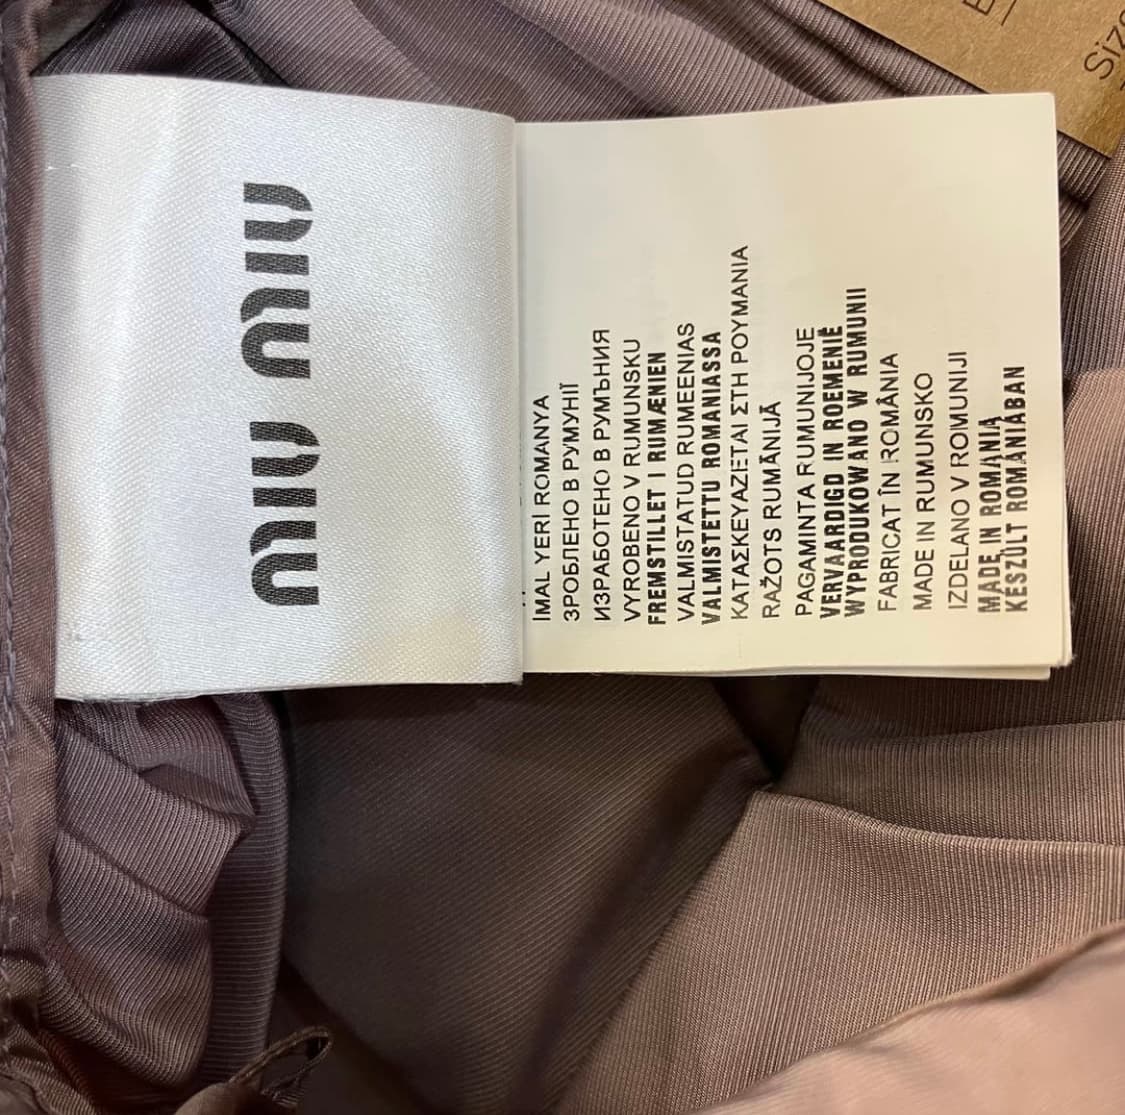 miu miu
İMAL YERİ ROMANYA
ЗРОБЛЕНО В РУМУНІЇ
ИЗРАБОТЕНО В РУМЪНИЯ
VYROBENO V RUMUNSKU
FREMSTILLET I RUMÆNIEN
VALMISTATUD RUMEENIAS
VALMISTETTU ROMANIASSA
ΚΑΤΑΣΚΕΥΑΖΕΤΑΙ ΣΤΗ ΡΟΥΜΑΝΙΑ
RAŽOTS RUMĀNIJĀ
PAGAMINTA RUMUNIJOJE
VERVAARDIGD IN ROEMENIË
WYPRODUKOWANO W RUMUNII
FABRICAT ÎN ROMÂNIA
MADE IN RUMUNSKO
IZDELANO V ROMUNIJI
MADE IN ROMANIA
KÉSZÜLT ROMÁNIÁBAN